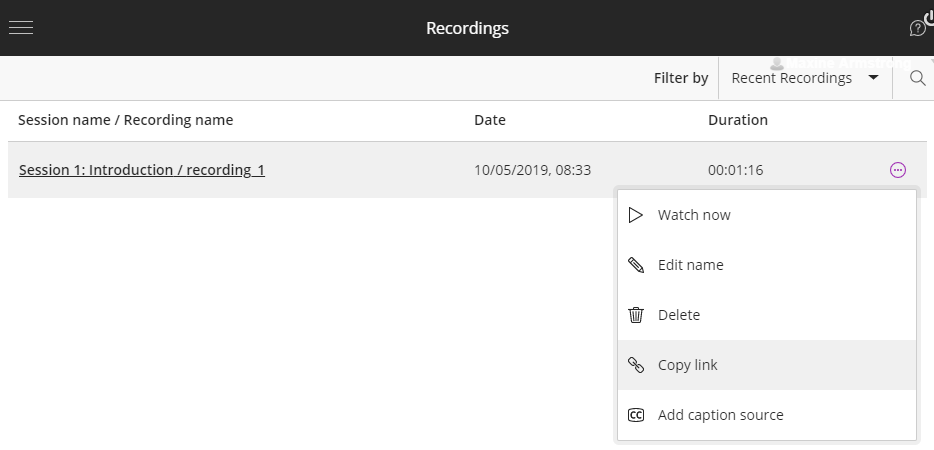 Recordings
Maxine Armstrong
Filter by Recent Recordings
Session name / Recording name Date Duration
Session 1: Introduction / recording_1 10/05/2019, 08:33 00:01:16
Watch now
Edit name
Delete
Copy link
CC Add caption source